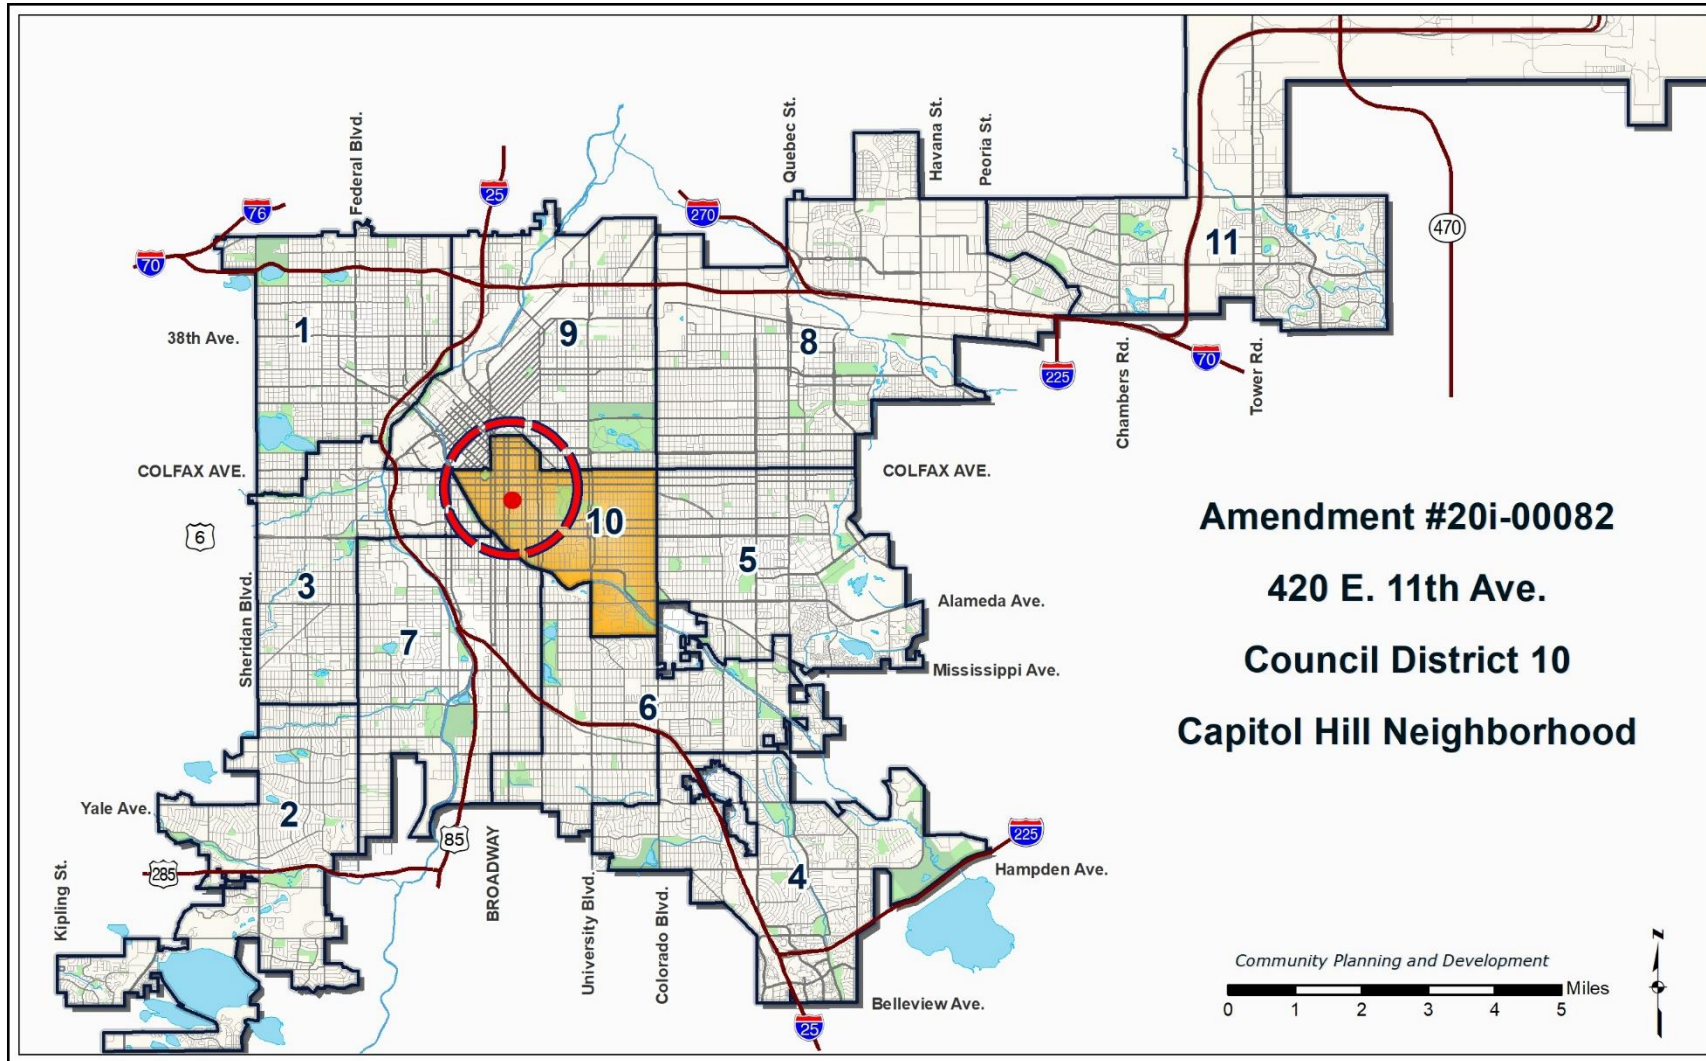 Quebec St.
Havana St.
Peoria St.
Federal Blvd.
76
25
270
70
470
11
38th Ave.
1
9
8
225
Chambers Rd.
70
Tower Rd.
COLFAX AVE.
COLFAX AVE.
10
6
5
3
Sheridan Blvd.
7
Alameda Ave.
Mississippi Ave.
6
Amendment #20i-00082
420 E. 11th Ave.
Council District 10
Capitol Hill Neighborhood
Yale Ave.
2
85
BROADWAY
225
285
Kipling St.
University Blvd.
Colorado Blvd.
4
Hampden Ave.
Belleview Ave.
25
Community Planning and Development
Miles
0 1 2 3 4 5
z